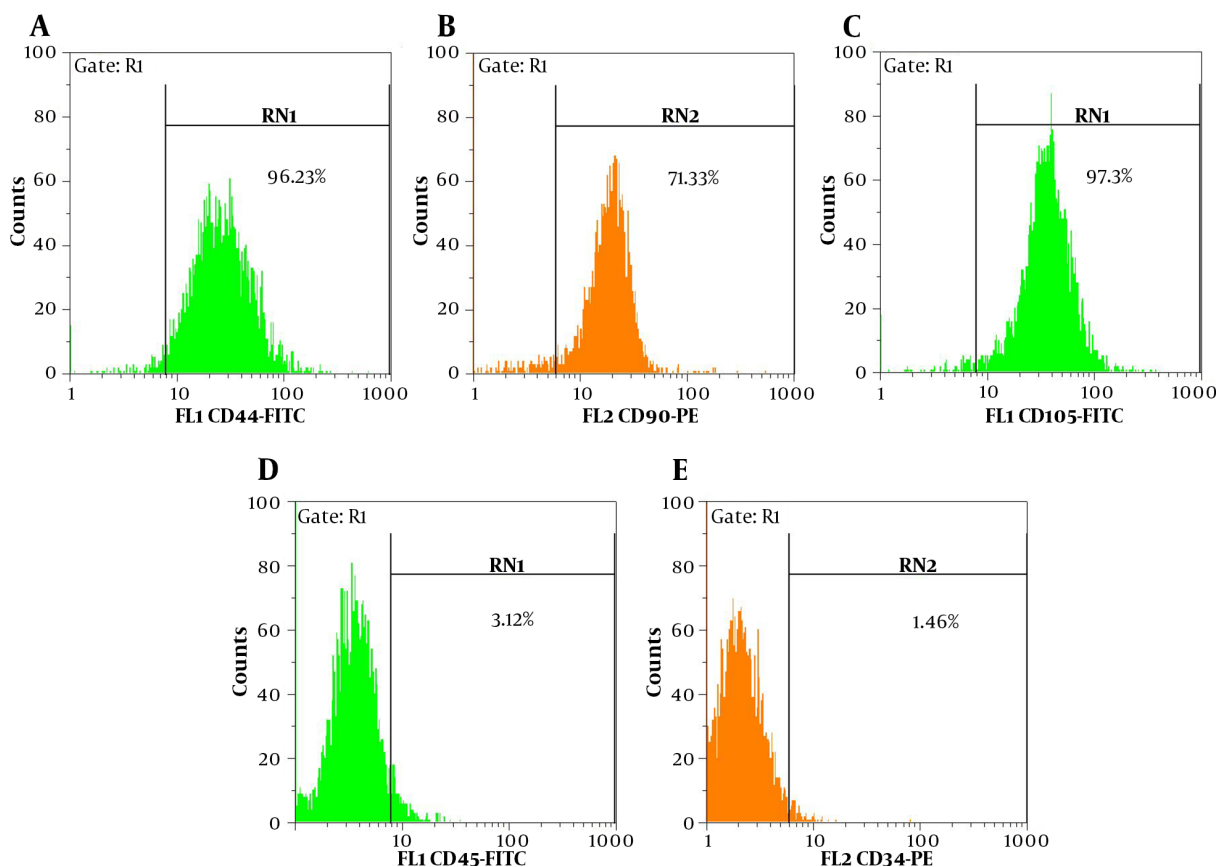 A
B
C
100
80
60
40
20
0
Counts
Gate: R1
RN1
96.23%
1
10
100
1000
FL1 CD44-FITC
100
80
60
40
20
0
Counts
Gate: R1
RN2
71.33%
1
10
100
1000
FL2 CD90-PE
100
80
60
40
20
0
Counts
Gate: R1
RN1
97.3%
1
10
100
1000
FL1 CD105-FITC
D
E
100
80
60
40
20
0
Counts
Gate: R1
RN1
3.12%
10
100
1000
FL1 CD45-FITC
100
80
60
40
20
0
Counts
Gate: R1
RN2
1.46%
1
10
100
1000
FL2 CD34-PE